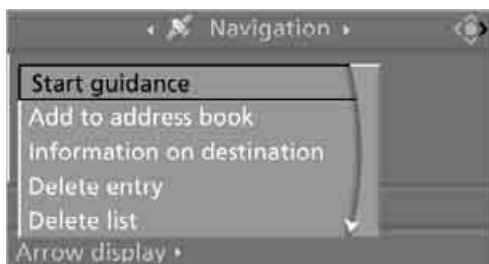 Navigation
Start guidance
Add to address book
Information on destination
Delete entry
Delete list
Arrow display